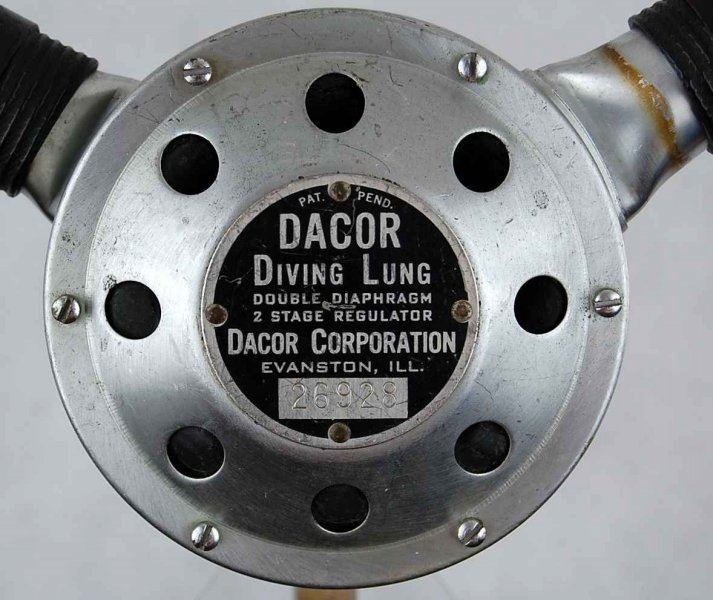 PAT. PEND.
DACOR
DIVING LUNG
DOUBLE DIAPHRAGM
2 STAGE REGULATOR
DACOR CORPORATION
EVANSTON, ILL.
26928